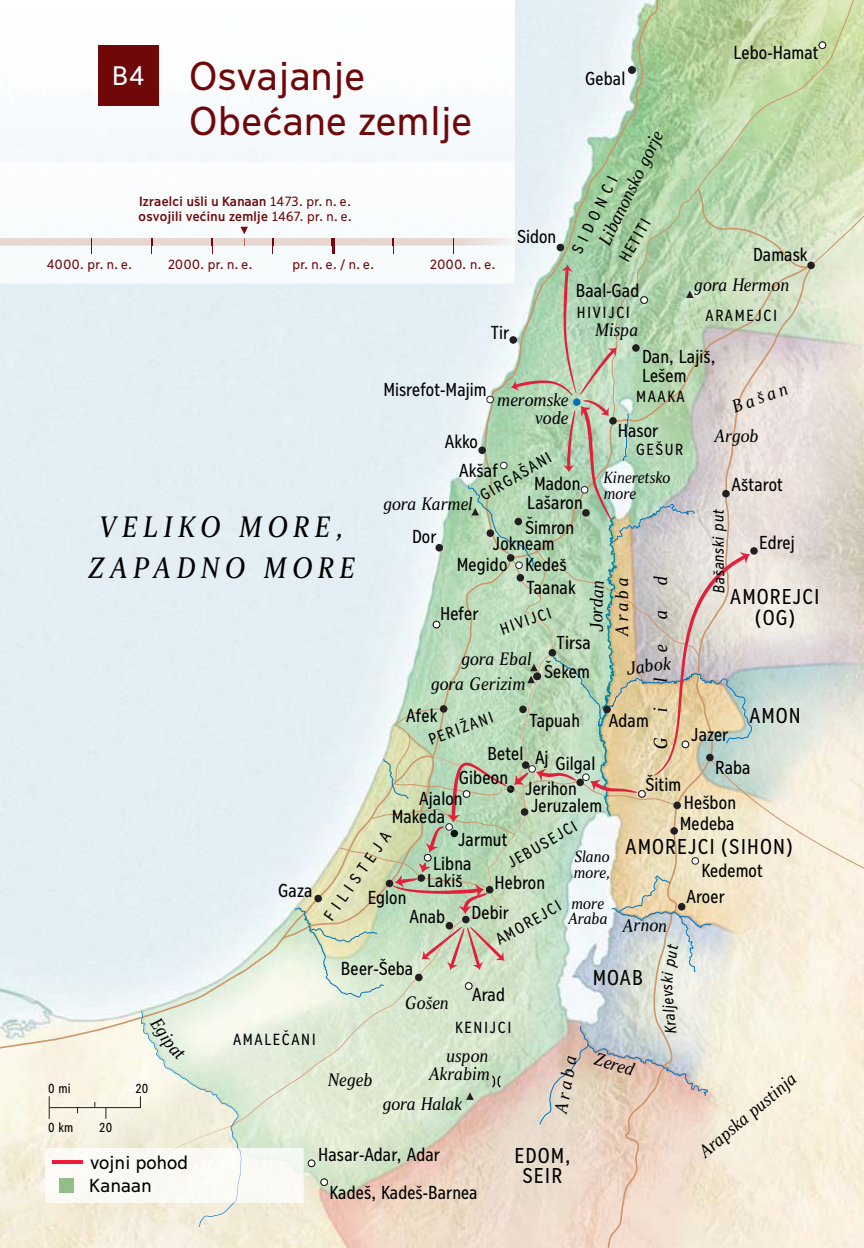 B4
Osvajanje
Obećane zemlje
Izraelci ušli u Kanaan 1473. pr. n. e.
osvojili većinu zemlje 1467. pr. n. e.
4000. pr. n. e.
2000. pr. n. e.
pr. n. e. / n. e.
2000. n. e.
Lebo-Hamat
Gebal
SIDONCI
Libanonsko gorje
HETITI
Sidon
Damask
Baal-Gad
gora Hermon
HIVIJCI
ARAMEJCI
Mispa
Tir
Dan, Lajiš,
Lešem
MAAKA
Misrefot-Majim
meromske
vode
Bašan
Hasor
Argob
GEŠUR
Akko
Akšaf
GIRGAŠANI
Kineretsko
more
Madon
Lašaron
Aštarot
gora Karmel
Šimron
Bašanski put
Dor
Jokneam
Edrej
VELIKO MORE,
ZAPADNO MORE
Megido
Kedeš
Taanak
Jordan
Araba
Gilead
AMOREJCI
(OG)
Hefer
HIVIJCI
Tirsa
gora Ebal
Jabok
Šekem
gora Gerizim
Afek
PERIŽANI
Tapuah
Adam
AMON
Jazer
Betel
Aj
Gilgal
Raba
Gibeon
Jerihon
Šitim
Ajalon
Jeruzalem
Hešbon
Makeda
Medeba
Jarmut
JEBUSEJCI
AMOREJCI (SIHON)
FILISTEJA
Libna
Slano
more,
Kedemot
Lakiš
Hebron
Gaza
Eglon
more
Araba
Aroer
Anab
Debir
AMOREJCI
Arnon
Beer-Šeba
MOAB
Kraljevski put
Arad
Gošen
Egipat
AMALEČANI
KENIJCI
uspon
Akrabim
Araba
Zered
Negeb
gora Halak
Arapska pustinja
0 mi
20
0 km
20
Hasar-Adar, Adar
EDOM,
SEIR
vojni pohod
Kanaan
Kadeš, Kadeš-Barnea